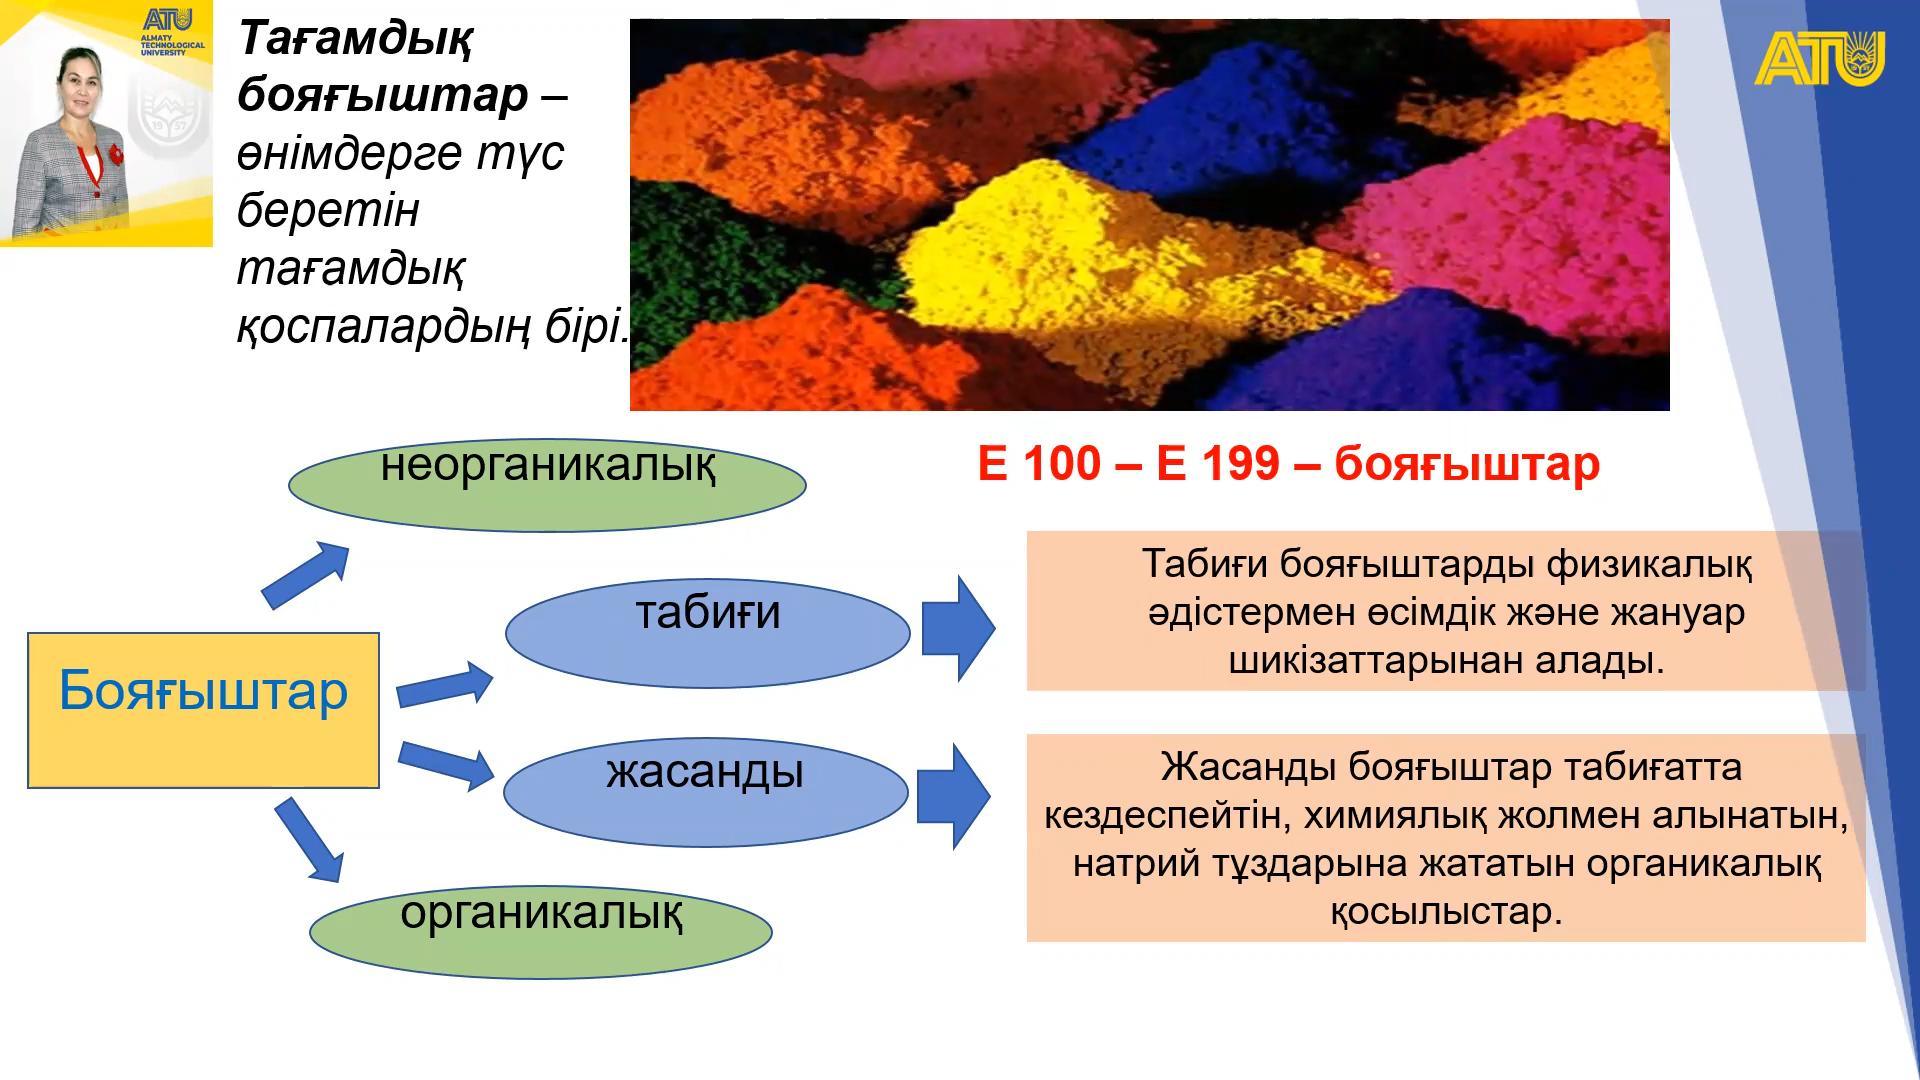 ATU
ALMATY
TECHNOLOGICAL
UNIVERSITY
1957
Тағамдық
бояғыштар –
өнімдерге түс
беретін
тағамдық
қоспалардың бірі.
ATU
неорганикалық
Е 100 – Е 199 – бояғыштар
Табиғи бояғыштарды физикалық
әдістермен өсімдік және жануар
шикізаттарынан алады.
табиғи
Бояғыштар
жасанды
Жасанды бояғыштар табиғатта
кездеспейтін, химиялық жолмен алынатын,
натрий тұздарына жататын органикалық
қосылыстар.
органикалық